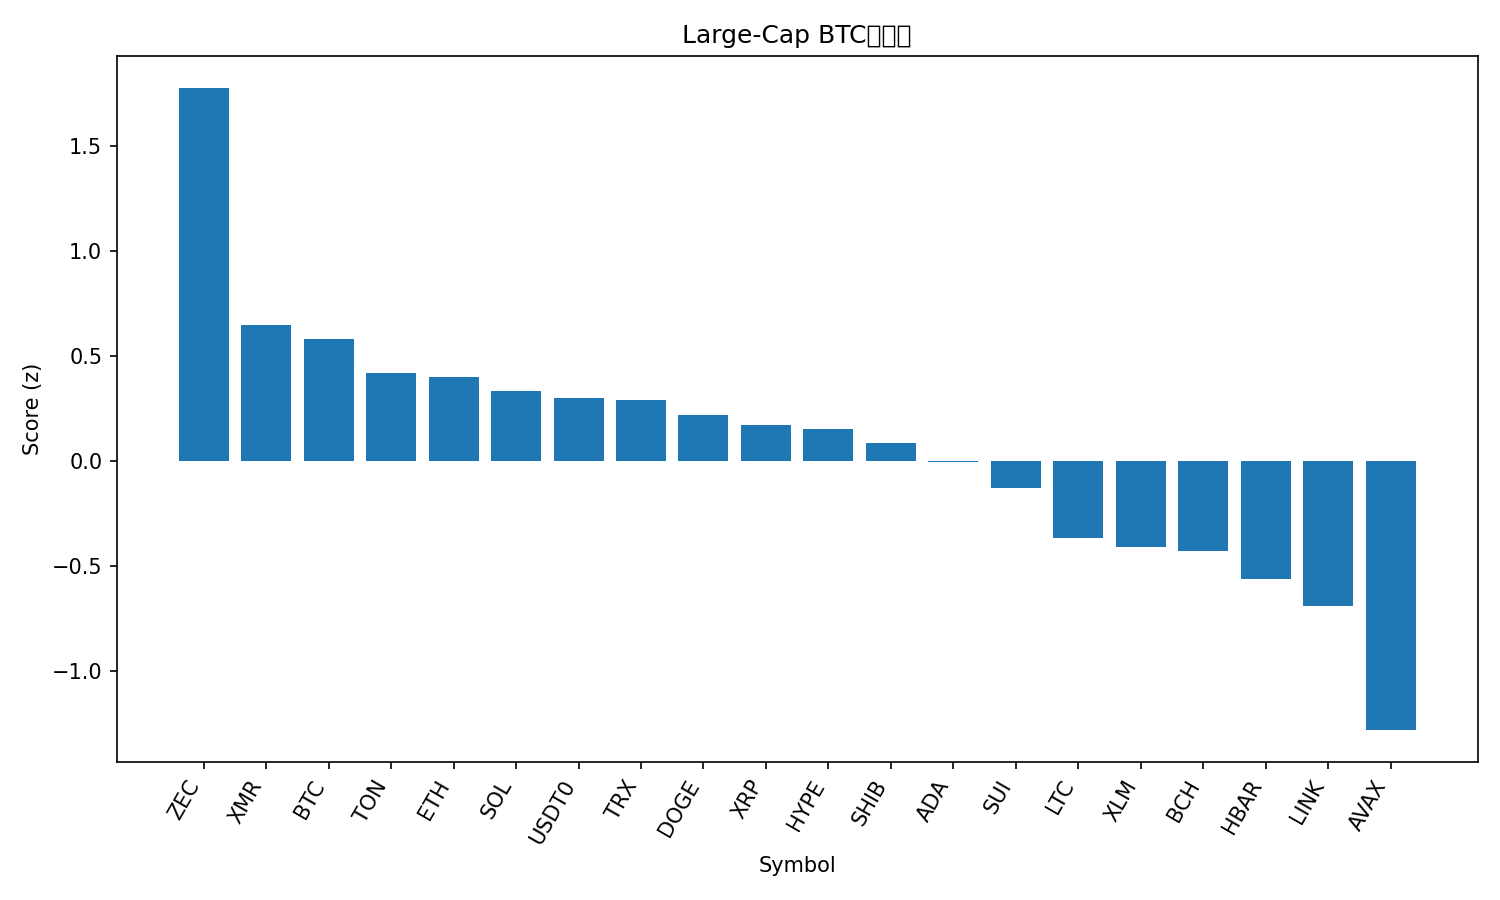 Large-Cap BTC
Score (z)
1.5
1.0
0.5
0.0
−0.5
−1.0
ZEC
XMR
BTC
TON
ETH
SOL
USDT0
TRX
DOGE
XRP
HYPE
SHIB
ADA
SUI
LTC
XLM
BCH
HBAR
LINK
AVAX
Symbol